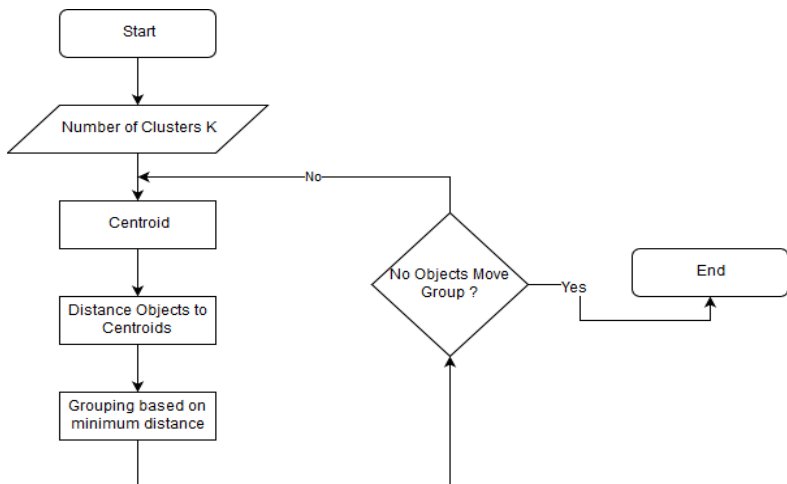 Start
Number of Clusters K
No
Centroid
No Objects Move
Group ?
End
Yes
Distance Objects to
Centroids
Grouping based on
minimum distance